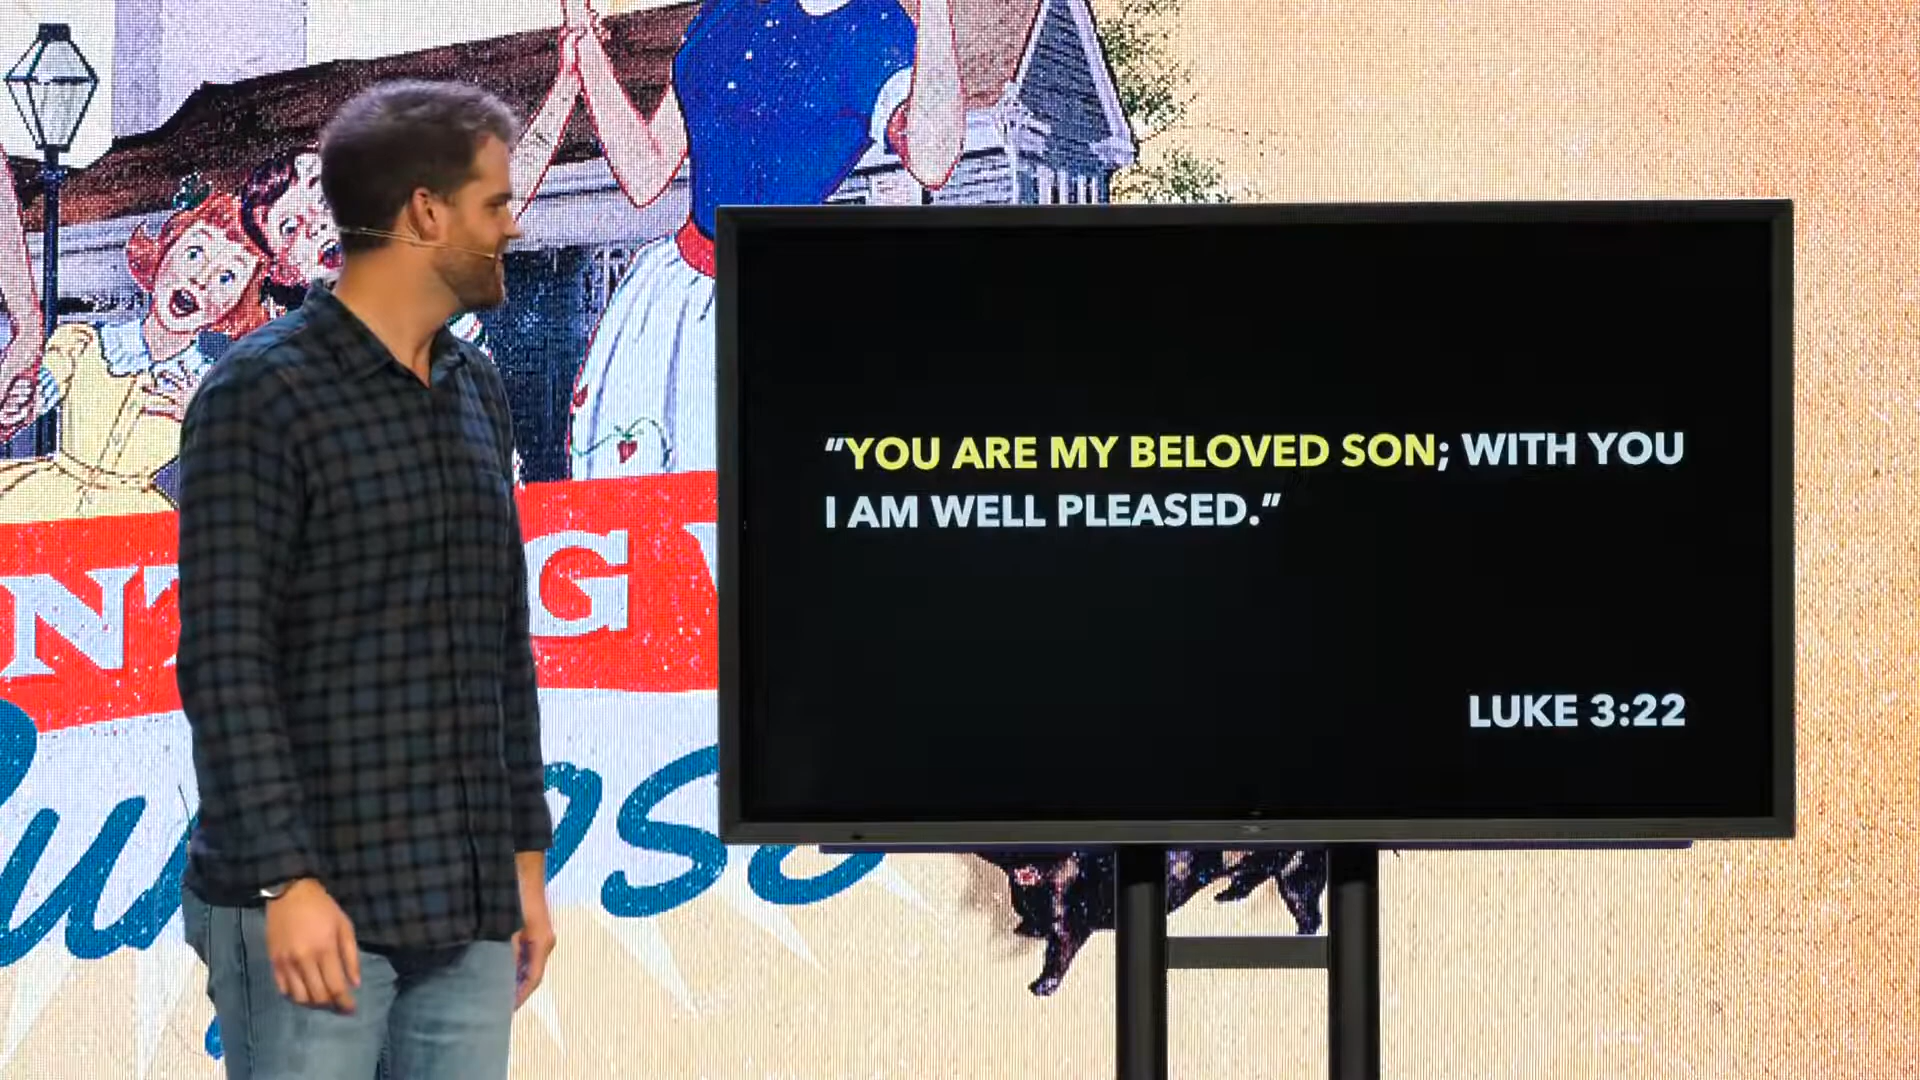 “YOU ARE MY BELOVED SON; WITH YOU
I AM WELL PLEASED.”
LUKE 3:22